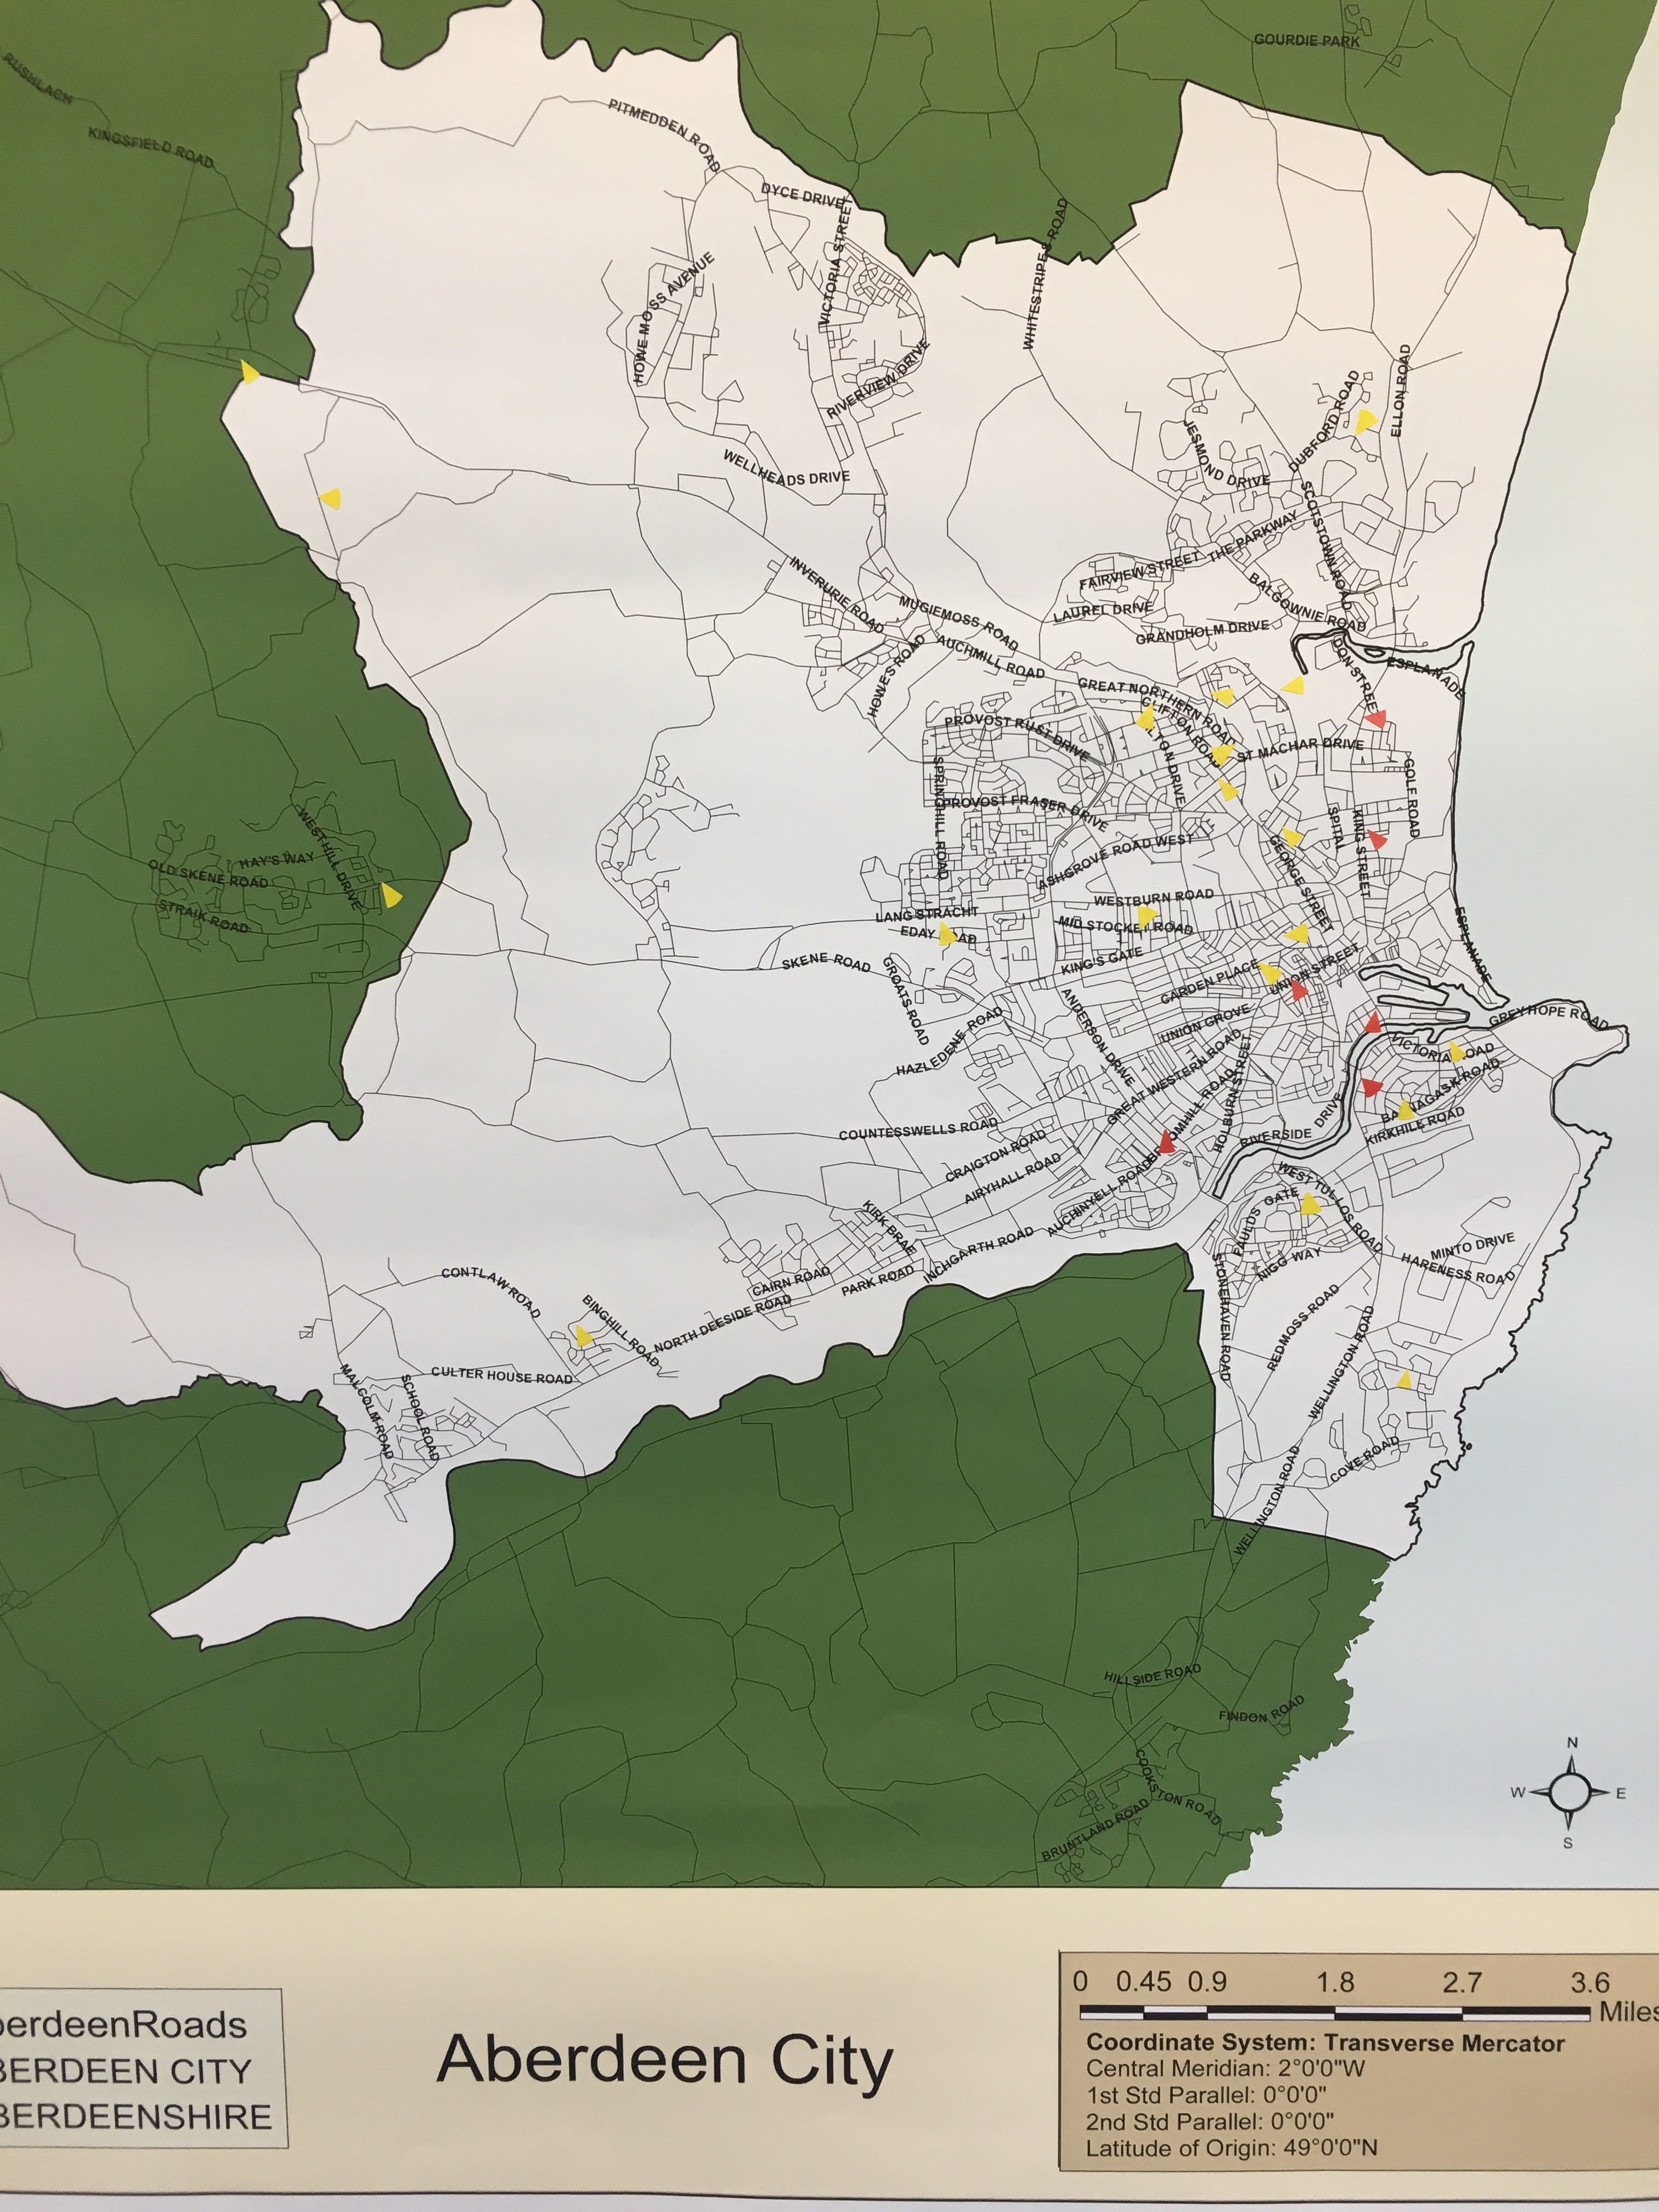 GOURDIE PARK
RUSHLACH
KINGSFIELD ROAD
PITMEDDEN ROAD
DYCE DRIVE
VICTORIA STREET
WHITESTRIPES ROAD
HOWE MOSS AVENUE
RIVERVIEW DRIVE
ELLON ROAD
DUBFORD ROAD
JESMOND DRIVE
WELLHEADS DRIVE
SCOTSTOWN ROAD
THE PARKWAY
FAIRVIEW STREET
INVERURIE ROAD
MUGIEMOSS ROAD
LAUREL DRIVE
BALGOWNIE ROAD
GRANDHOLM DRIVE
AUCHMILL ROAD
HOWES ROAD
DON STREET
ESPLANADE
GREAT NORTHERN ROAD
CLIFTON ROAD
PROVOST RUST DRIVE
ST MACHAR DRIVE
SPRINGHILL ROAD
PROVOST FRASER DRIVE
GOLF ROAD
SPITAL
KING STREET
ASHGROVE ROAD WEST
GEORGE STREET
WESTHILL DRIVE
HAY'S WAY
OLD SKENE ROAD
STRAIK ROAD
WESTBURN ROAD
LANG STRACHT
MID STOCKET ROAD
EDAY ROAD
SKENE ROAD
KING'S GATE
CARDEN PLACE
UNION STREET
ESPLANADE
GROATS ROAD
ANDERSON DRIVE
UNION GROVE
GREYHOPE ROAD
HAZLEDENE ROAD
GREAT WESTERN ROAD
VICTORIA ROAD
BROOMHILL ROAD
HOLBURN STREET
BALNAGASK ROAD
KIRKHILL ROAD
RIVERSIDE DRIVE
COUNTESSWELLS ROAD
CRAIGTON ROAD
AIRYHALL ROAD
AUCHINYELL ROAD
WEST TULLOS ROAD
FAULDS GATE
KIRK BRAE
INCHGARTH ROAD
NIGG WAY
MINTO DRIVE
HARENESS ROAD
CONTLAW ROAD
CAIRN ROAD
PARK ROAD
BINGHILL ROAD
NORTH DEESIDE ROAD
STONEHAVEN ROAD
REDMOSS ROAD
WELLINGTON ROAD
CULTER HOUSE ROAD
MALCOLM ROAD
SCHOOL ROAD
COVE ROAD
WELLINGTON ROAD
HILLSIDE ROAD
FINDON ROAD
COOKSTON ROAD
BRUNTLAND ROAD
N
W E
S
berdeenRoads
BERDEEN CITY
BERDEENSHIRE
Aberdeen City
0 0.45 0.9 1.8 2.7 3.6
Miles
Coordinate System: Transverse Mercator
Central Meridian: 2°0'0"W
1st Std Parallel: 0°0'0"
2nd Std Parallel: 0°0'0"
Latitude of Origin: 49°0'0"N